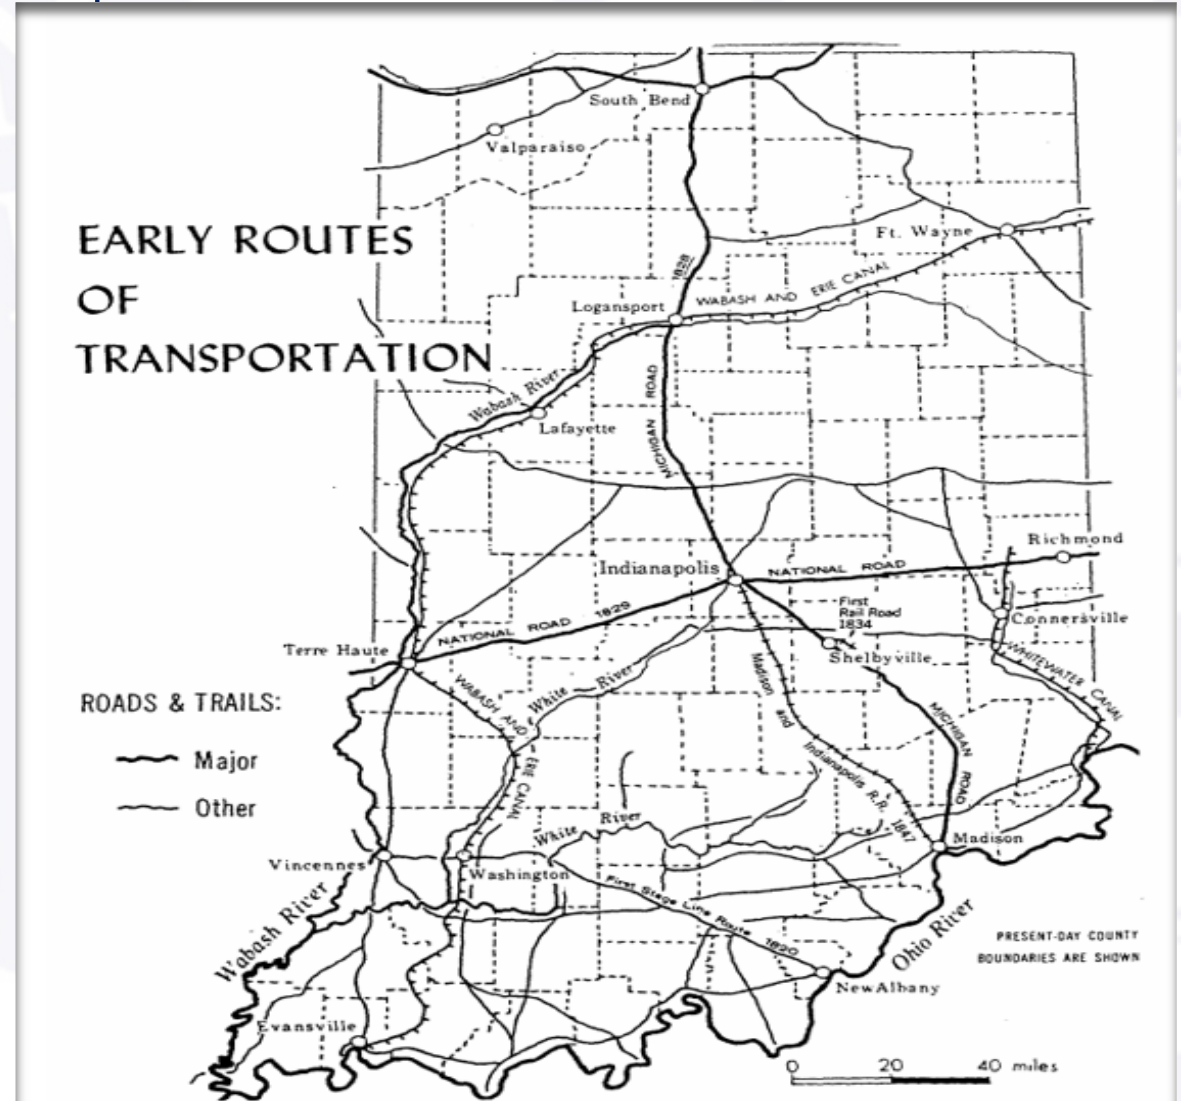 South Bend
Valparaiso
EARLY ROUTES
OF
TRANSPORTATION
Ft. Wayne
1828
WABASH AND ERIE CANAL
Logansport
MICHIGAN ROAD
Wabash River
Lafayette
Richmond
Indianapolis
NATIONAL ROAD
First
Rail Road
1834
NATIONAL ROAD 1829
Connersville
Terre Haute
Shelbyville
WHITEWATER CANAL
ROADS & TRAILS:
Major
Other
WABASH AND ERIE CANAL
White River
Madison and Indianapolis R.R. 1847
MICHIGAN ROAD
White River
Madison
Vincennes
Washington
First Stage Line Route 1820
Wabash River
Ohio River
PRESENT-DAY COUNTY
BOUNDARIES ARE SHOWN
New Albany
Evansville
0 20 40 miles